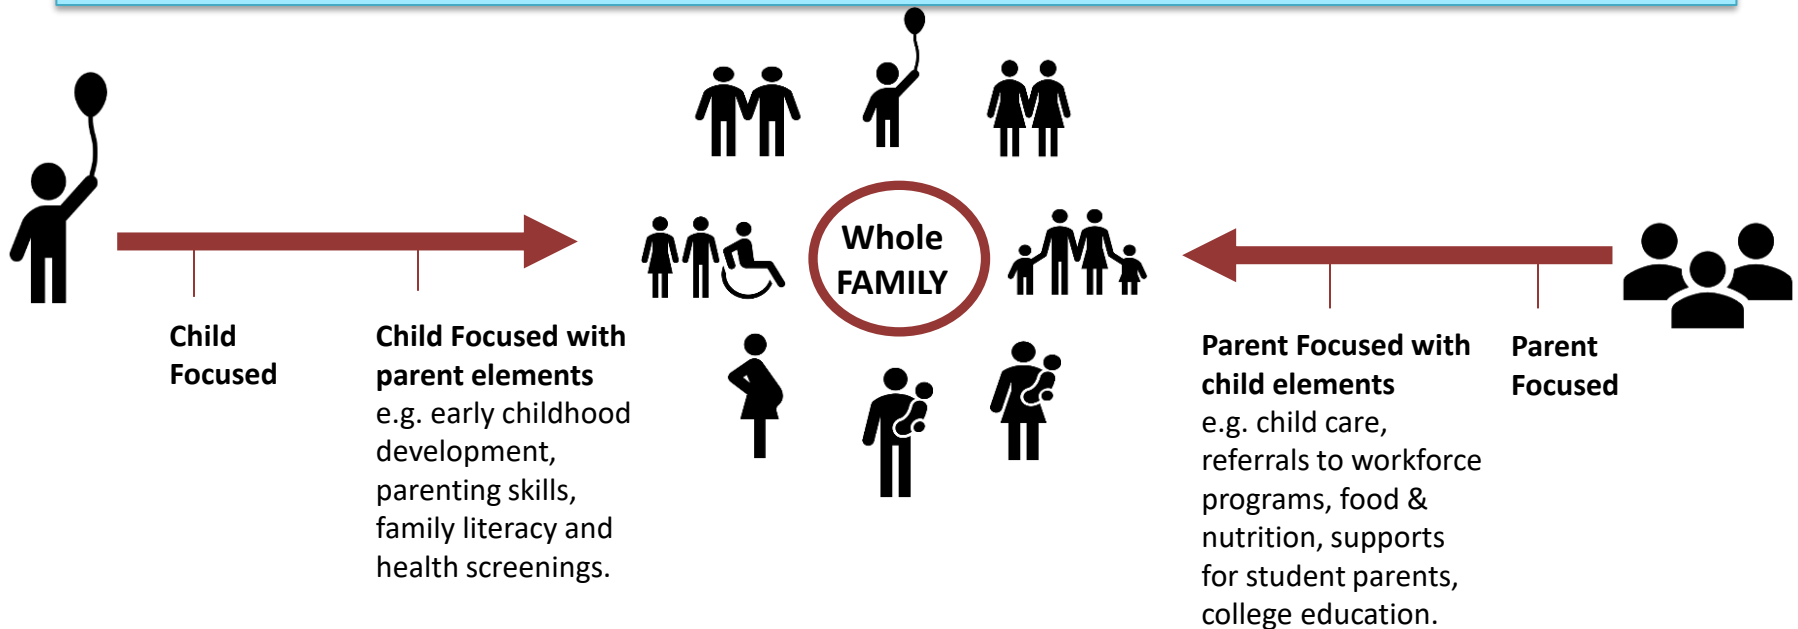 Whole
FAMILY
Child
Focused
Child Focused with
parent elements
e.g. early childhood
development,
parenting skills,
family literacy and
health screenings.
Parent Focused with
child elements
e.g. child care,
referrals to workforce
programs, food &
nutrition, supports
for student parents,
college education.
Parent
Focused